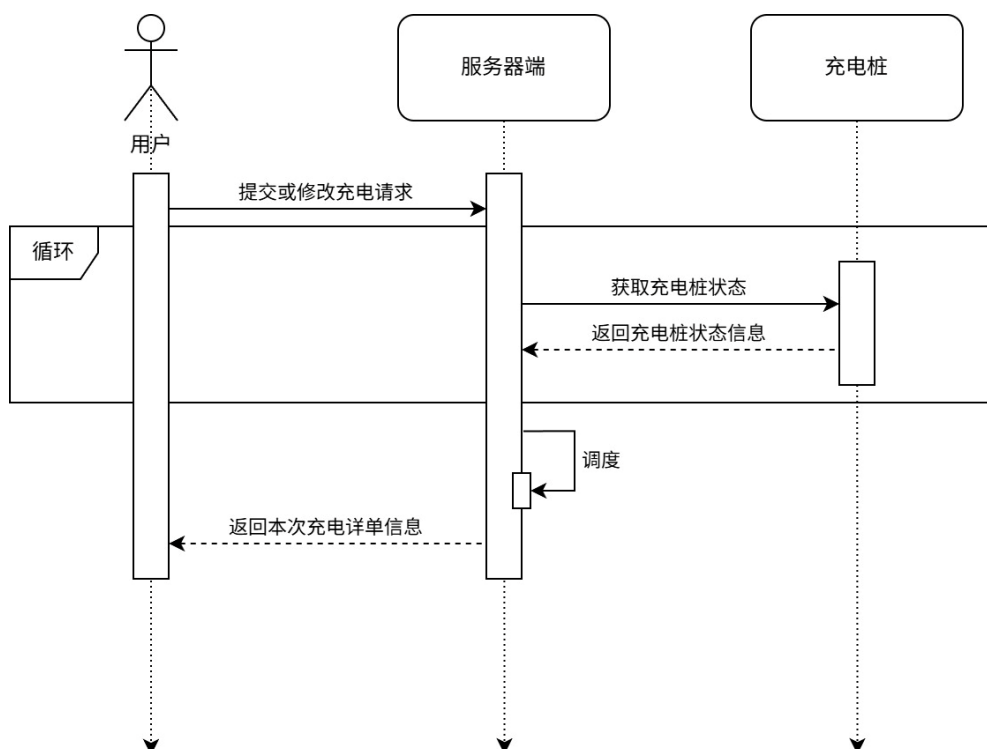 服务器端
充电桩
用户
提交或修改充电请求
循环
获取充电桩状态
返回充电桩状态信息
调度
返回本次充电详单信息